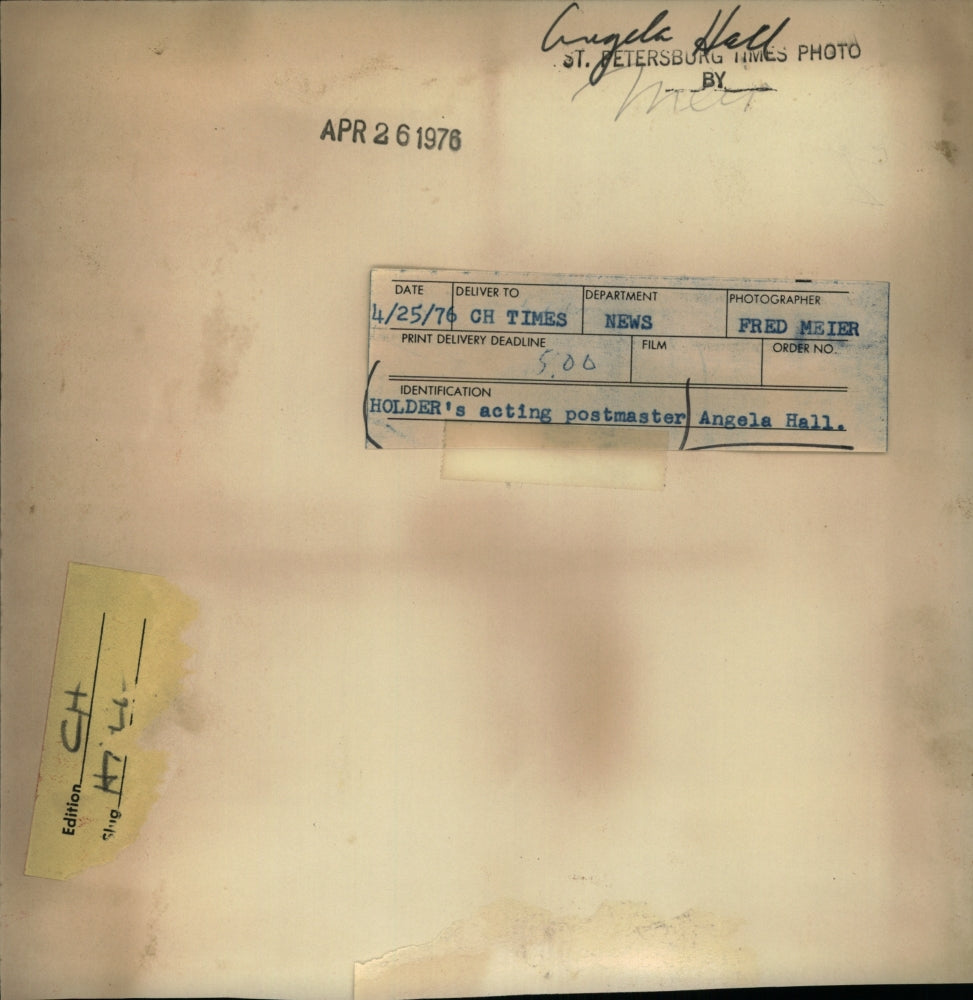 Angela Hall
ST. PETERSBURG TIMES PHOTO
BY
Meier
APR 26 1976
DATE DELIVER TO DEPARTMENT PHOTOGRAPHER
4/25/76 CH TIMES NEWS FRED MEIER
PRINT DELIVERY DEADLINE FILM ORDER NO.
5:00
IDENTIFICATION
(HOLDER's acting postmaster) Angela Hall.
Edition CH
Slug